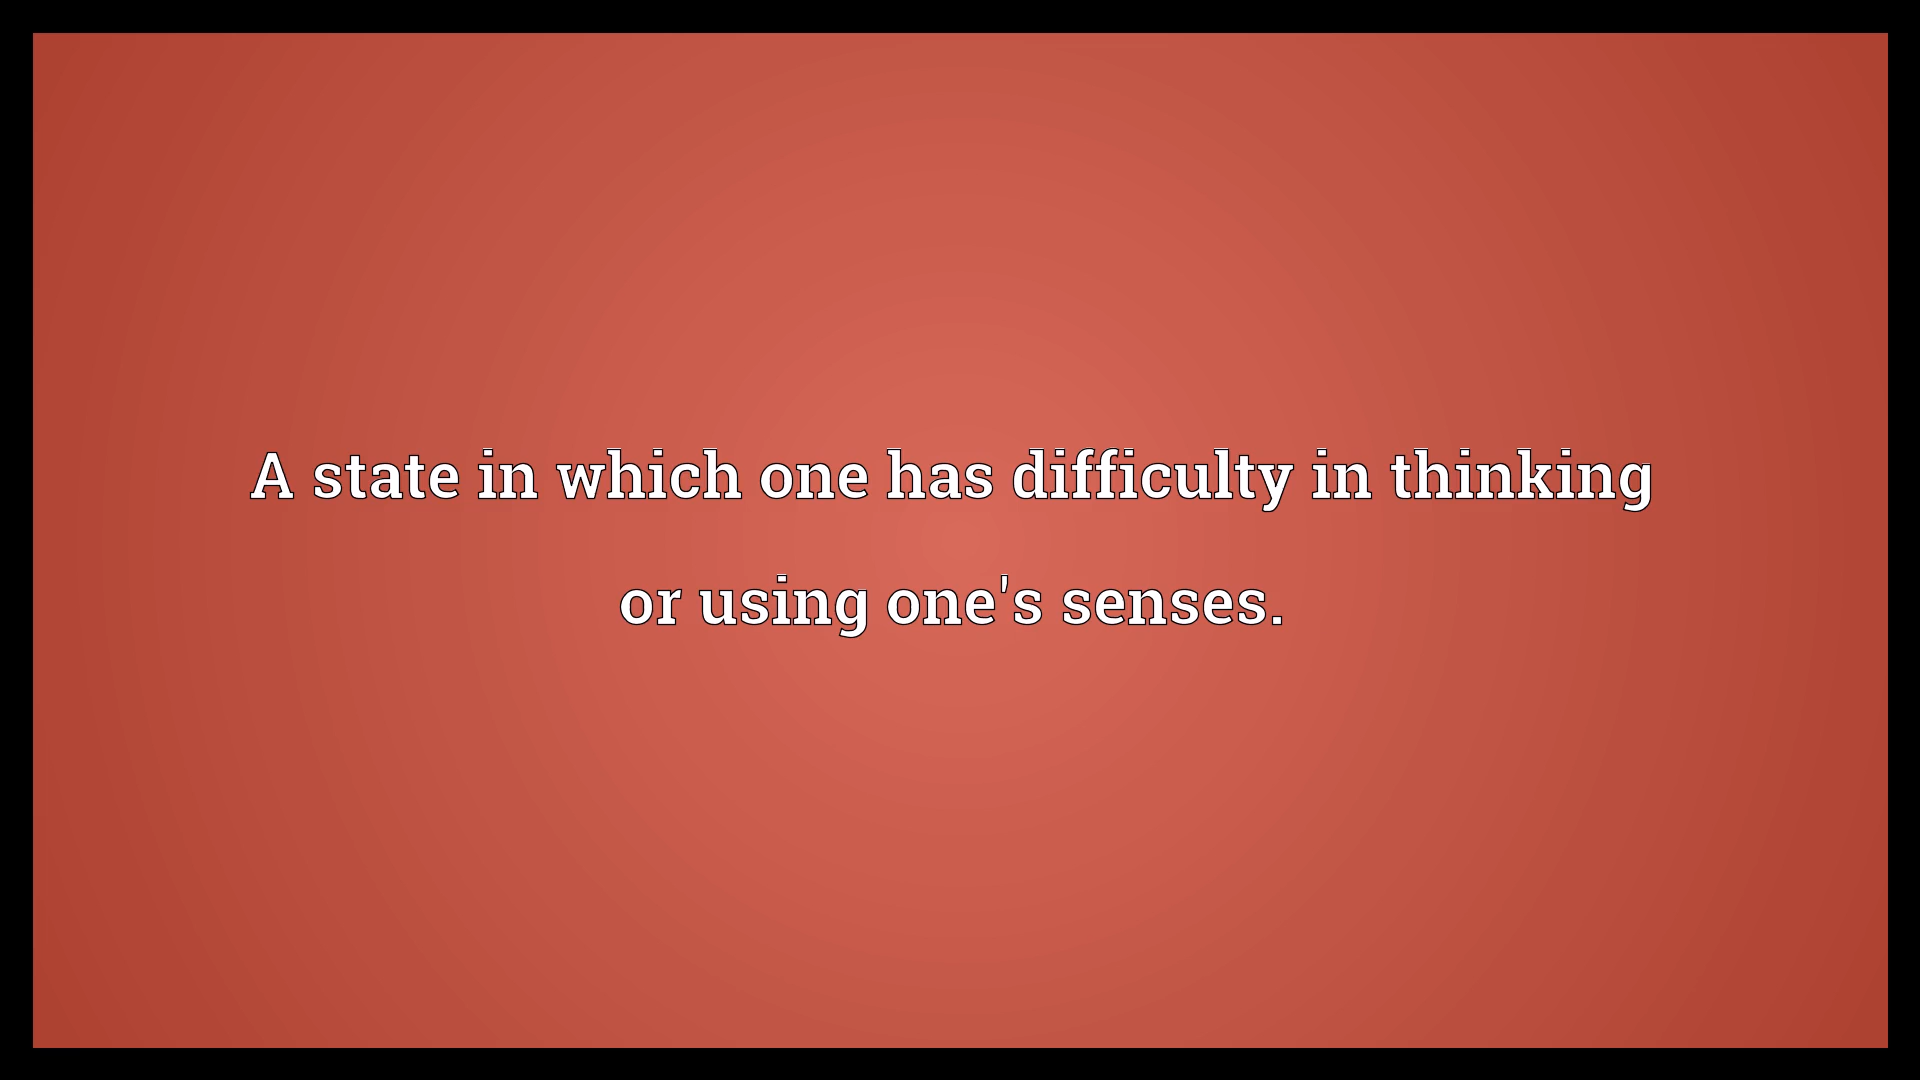 A state in which one has difficulty in thinking
or using one's senses.